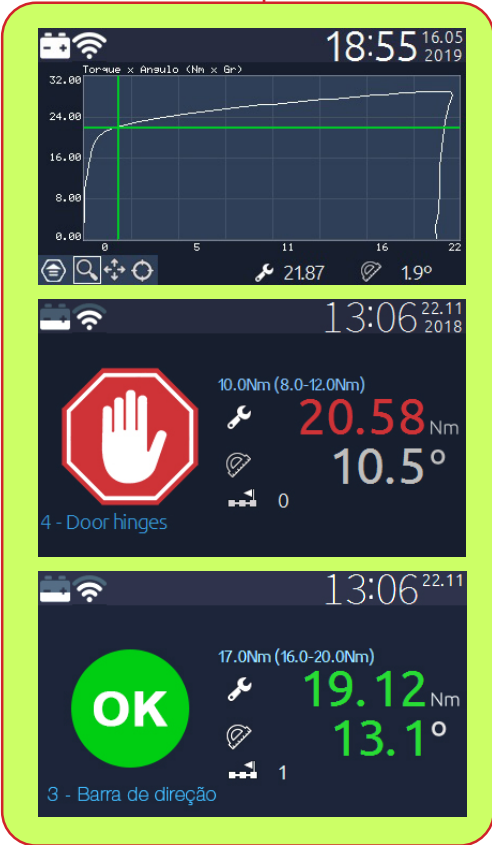 18:55 16.05
2019
Torque x Angulo (Nm x Gr)
32.00
24.00
16.00
8.00
0.00
0 5 11 16 22
21.87 1.9º
13:06 22.11
2018
10.0Nm (8.0-12.0Nm)
20.58 Nm
10.5º
0
4 - Door hinges
13:06 22.11
17.0Nm (16.0-20.0Nm)
OK
19.12 Nm
13.1º
1
3 - Barra de direção